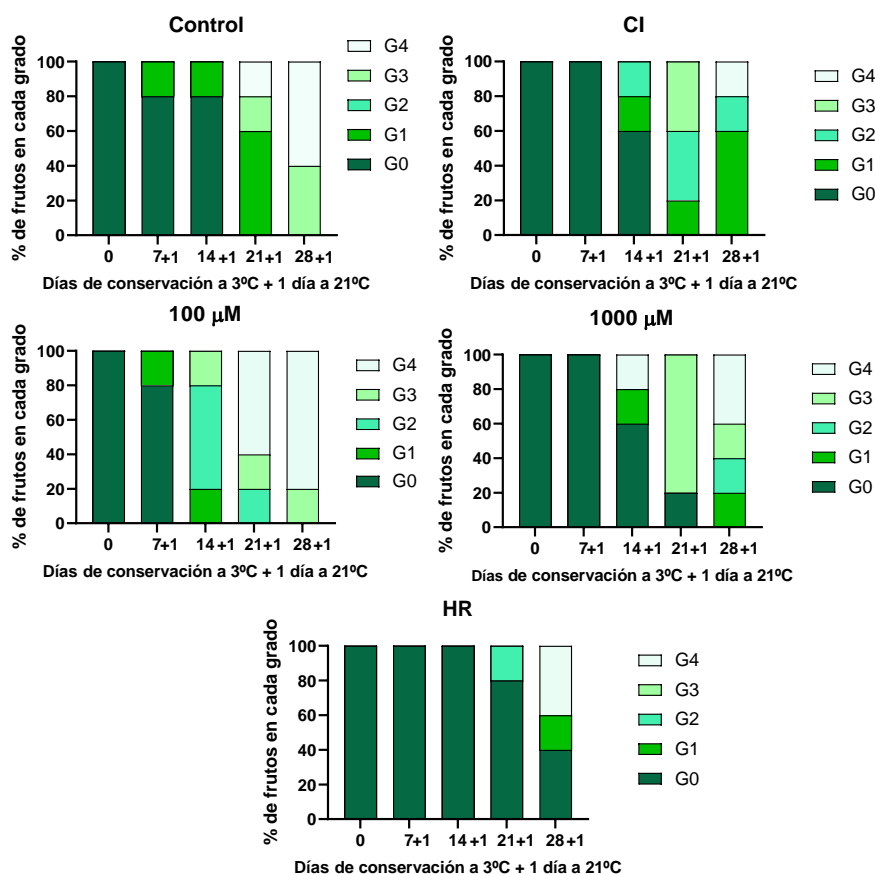 Control
% de frutos en cada grado
100
80
60
40
20
0
0 7+1 14+1 21+1 28+1
Días de conservación a 3ºC + 1 día a 21ºC
G4
G3
G2
G1
G0
CI
% de frutos en cada grado
100
80
60
40
20
0
0 7+1 14+1 21+1 28+1
Días de conservación a 3ºC + 1 día a 21ºC
G4
G3
G2
G1
G0
100 μM
% de frutos en cada grado
100
80
60
40
20
0
0 7+1 14+1 21+1 28+1
Días de conservación a 3ºC + 1 día a 21ºC
G4
G3
G2
G1
G0
1000 μM
% de frutos en cada grado
100
80
60
40
20
0
0 7+1 14+1 21+1 28+1
Días de conservación a 3ºC + 1 día a 21ºC
G4
G3
G2
G1
G0
HR
% de frutos en cada grado
100
80
60
40
20
0
0 7+1 14+1 21+1 28+1
Días de conservación a 3ºC + 1 día a 21ºC
G4
G3
G2
G1
G0